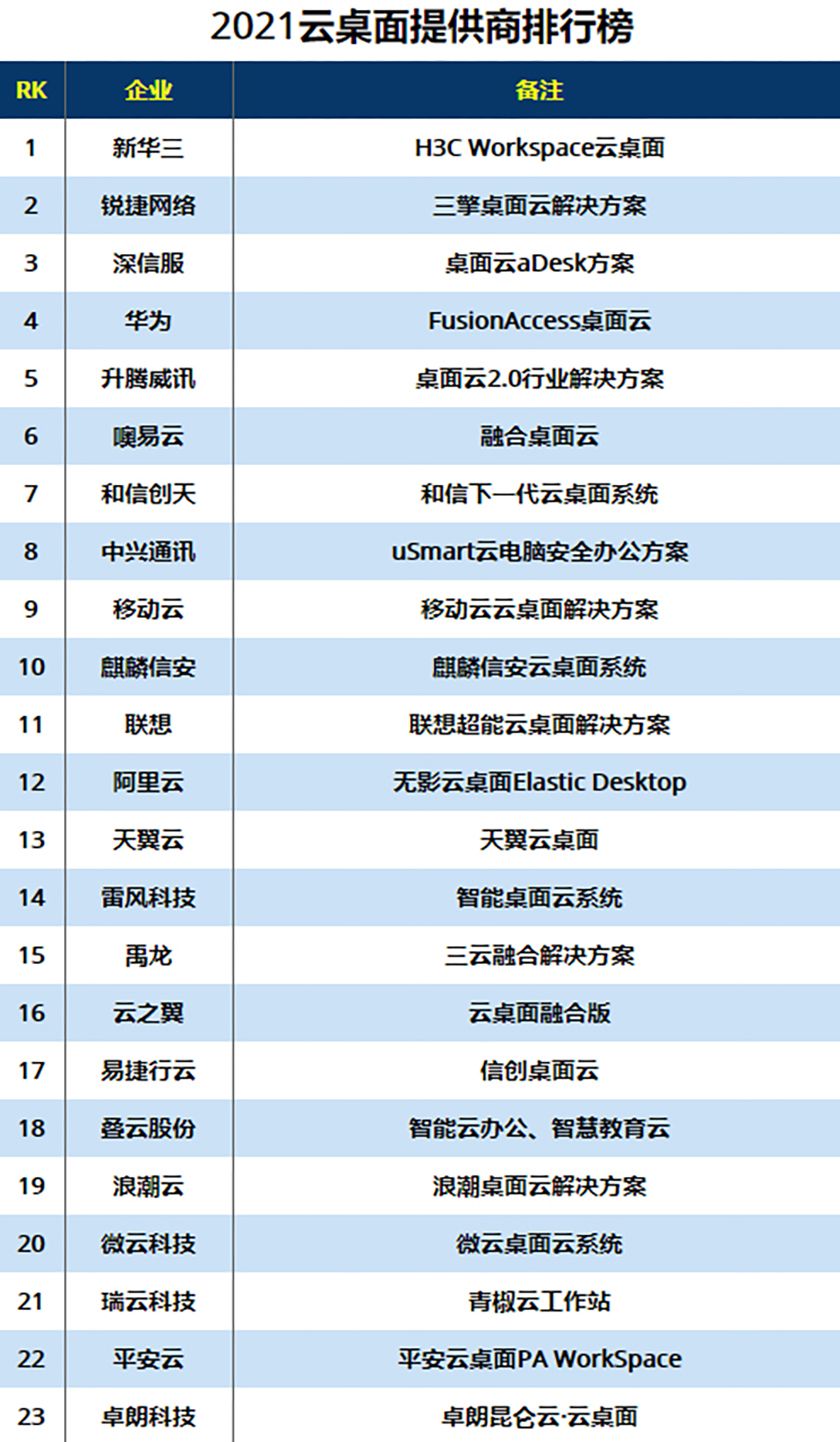 2021云桌面提供商排行榜
RK 企业 备注
1 新华三 H3C Workspace云桌面
2 锐捷网络 三擎桌面云解决方案
3 深信服 桌面云aDesk方案
4 华为 FusionAccess桌面云
5 升腾威讯 桌面云2.0行业解决方案
6 噢易云 融合桌面云
7 和信创天 和信下一代云桌面系统
8 中兴通讯 uSmart云电脑安全办公方案
9 移动云 移动云云桌面解决方案
10 麒麟信安 麒麟信安云桌面系统
11 联想 联想超能云桌面解决方案
12 阿里云 无影云桌面Elastic Desktop
13 天翼云 天翼云桌面
14 雷风科技 智能桌面云系统
15 禹龙 三云融合解决方案
16 云之翼 云桌面融合版
17 易捷行云 信创桌面云
18 叠云股份 智能云办公、智慧教育云
19 浪潮云 浪潮桌面云解决方案
20 微云科技 微云桌面云系统
21 瑞云科技 青椒云工作站
22 平安云 平安云桌面PA WorkSpace
23 卓朗科技 卓朗昆仑云·云桌面